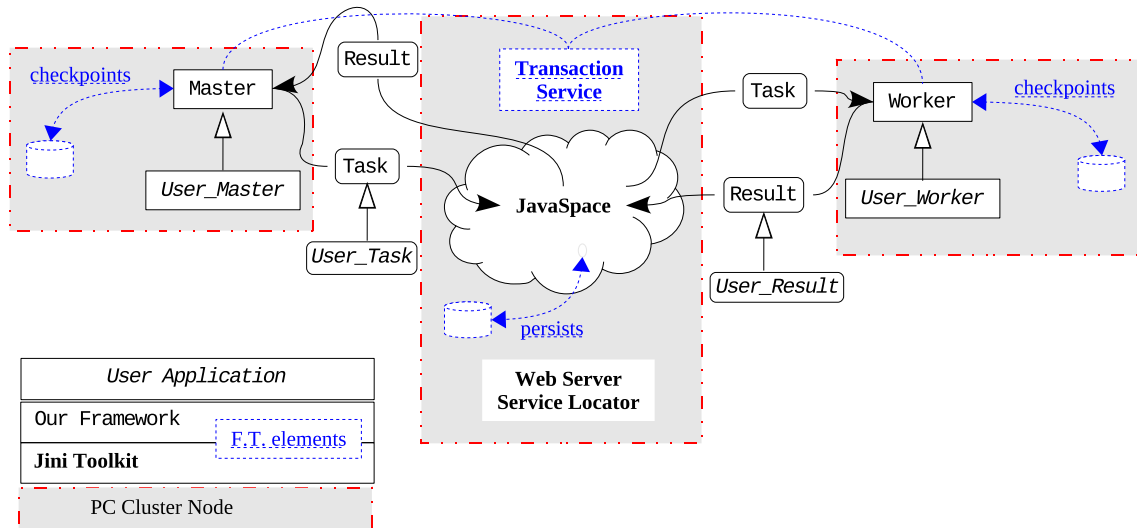 checkpoints
Master
User_Master
Result
Task
User_Task
Transaction
Service
JavaSpace
persists
Web Server
Service Locator
Task
Result
User_Result
Worker
User_Worker
checkpoints
User Application
Our Framework
F.T. elements
Jini Toolkit
PC Cluster Node